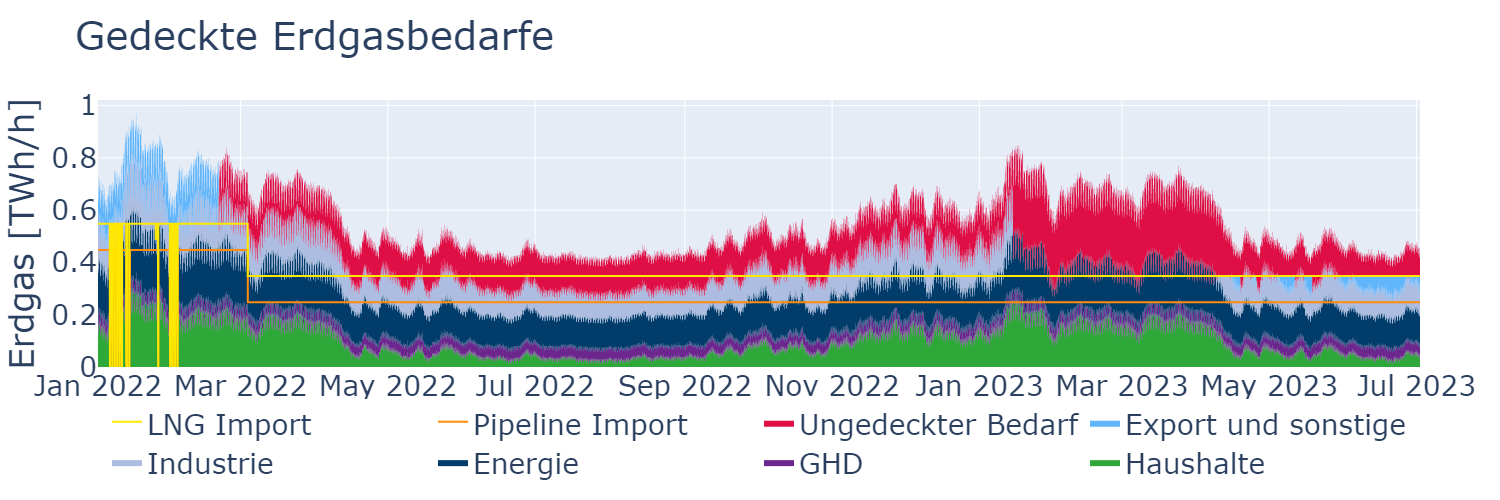 Gedeckte Erdgasbedarfe
Erdgas [TWh/h]
1
0.8
0.6
0.4
0.2
0
Jan 2022 Mar 2022 May 2022 Jul 2022 Sep 2022 Nov 2022 Jan 2023 Mar 2023 May 2023 Jul 2023
LNG Import Pipeline Import Ungedeckter Bedarf Export und sonstige
Industrie Energie GHD Haushalte